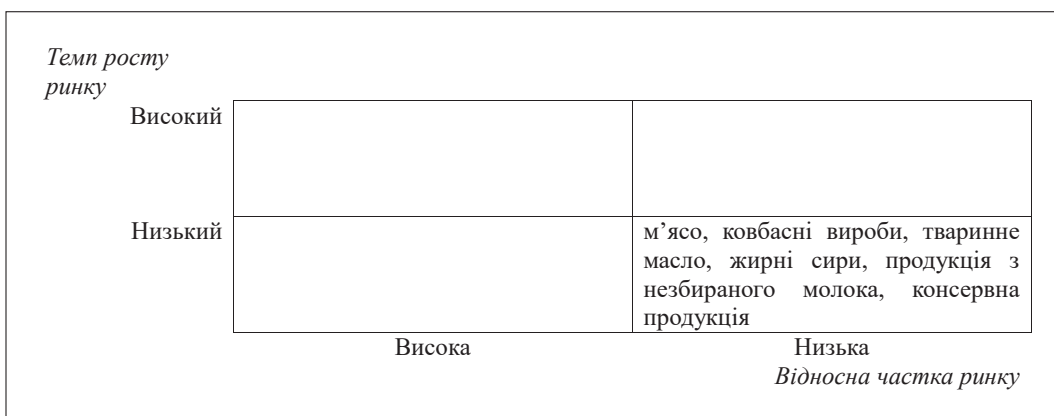 Темп росту
ринку
Високий
Низький
м’ясо, ковбасні вироби, тваринне
масло, жирні сири, продукція з
незбираного молока, консервна
продукція
Висока
Низька
Відносна частка ринку